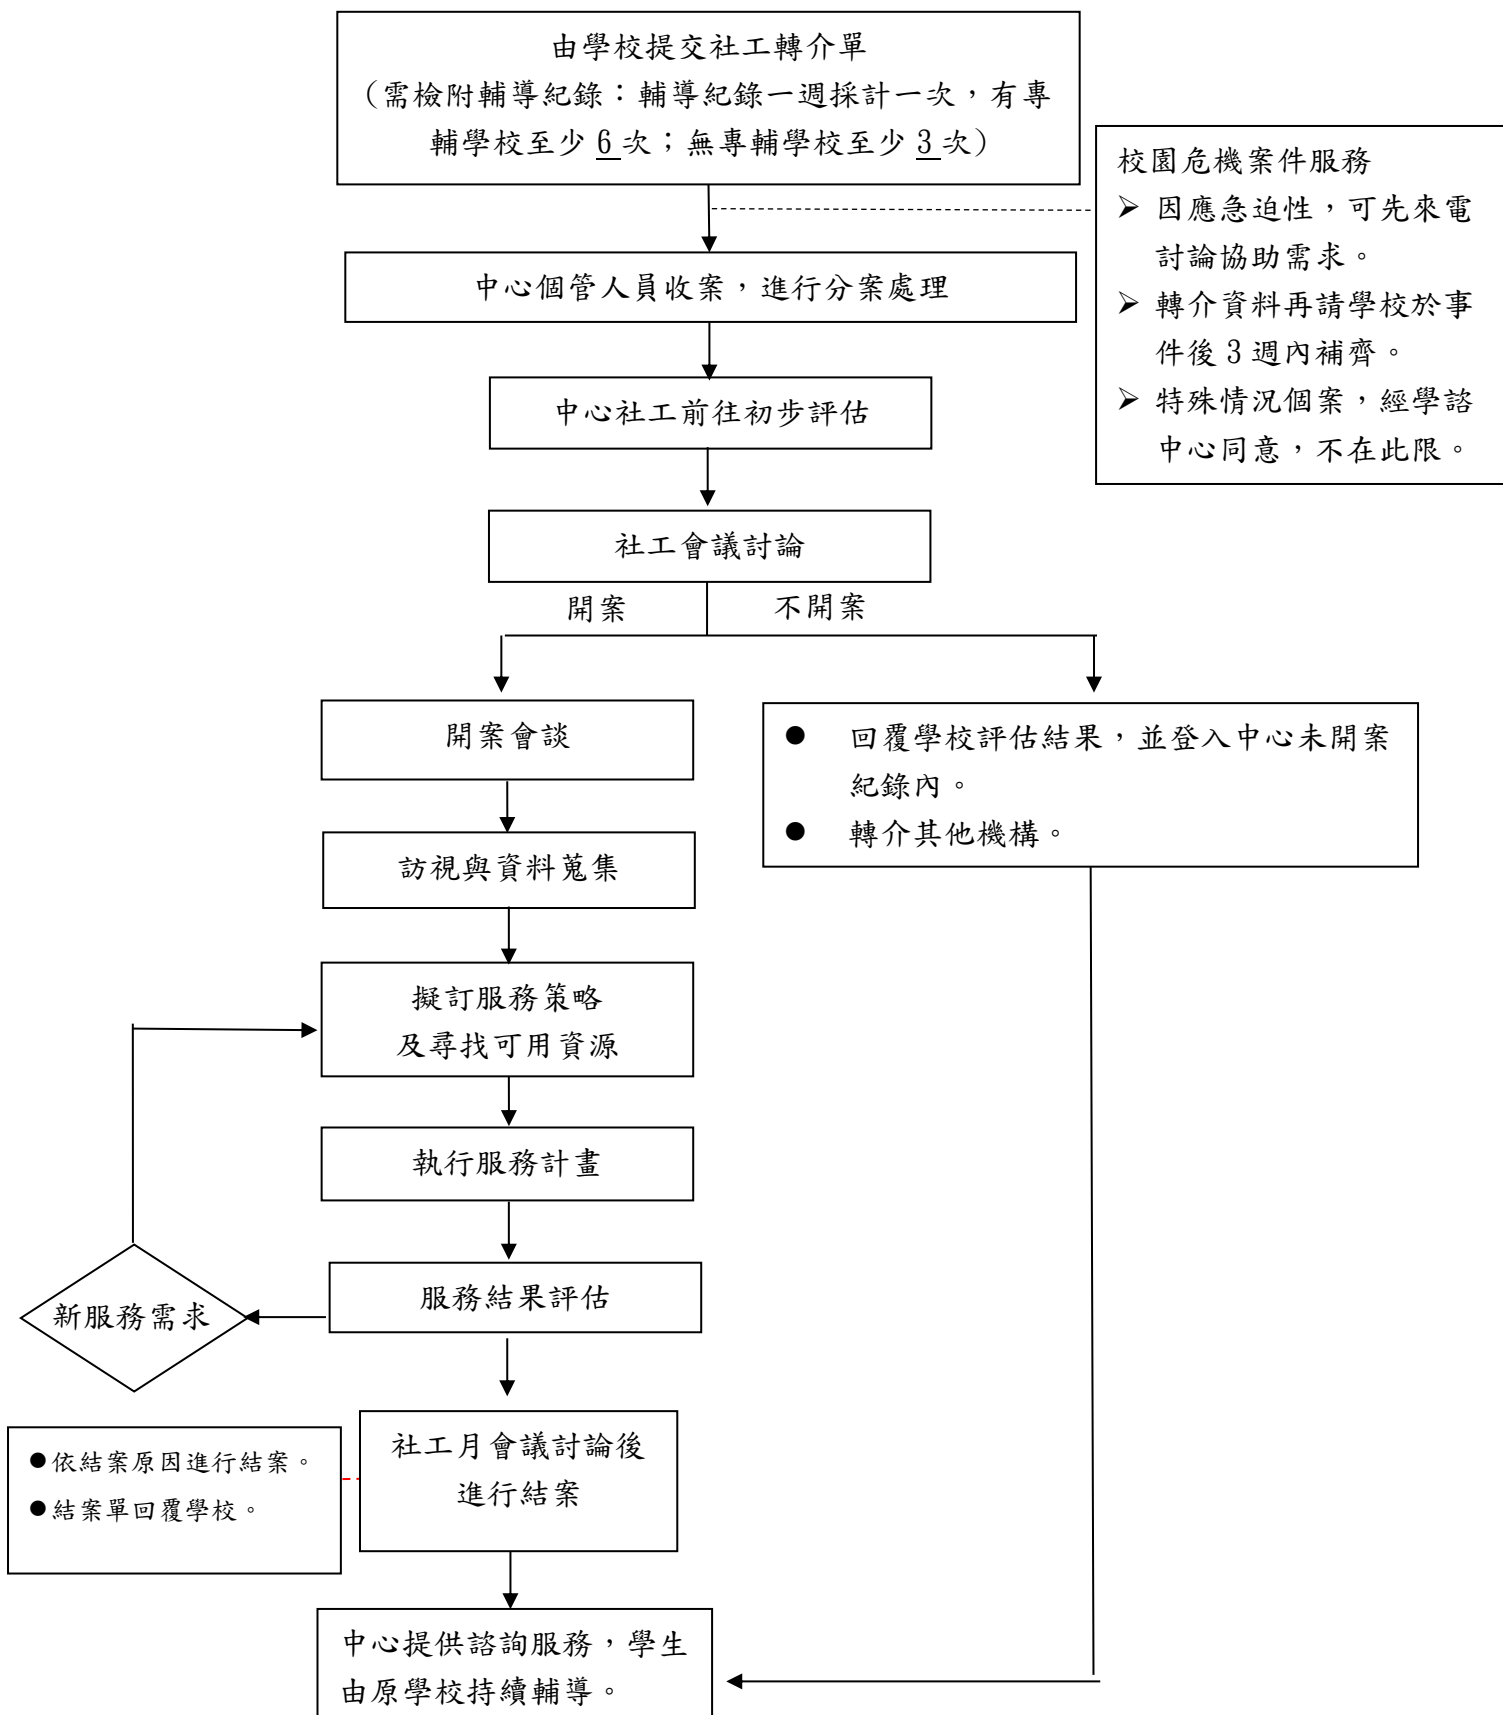 由學校提交社工轉介單
(需檢附輔導紀錄：輔導紀錄一週採計一次，有專
輔學校至少 6 次；無專輔學校至少 3 次)
校園危機案件服務
➢ 因應急迫性，可先來電
討論協助需求。
➢ 轉介資料再請學校於事
件後 3 週內補齊。
➢ 特殊情況個案，經學諮
中心同意，不在此限。
中心個管人員收案，進行分案處理
中心社工前往初步評估
社工會議討論
開案
不開案
開案會談
● 回覆學校評估結果，並登入中心未開案
紀錄內。
● 轉介其他機構。
訪視與資料蒐集
擬訂服務策略
及尋找可用資源
執行服務計畫
服務結果評估
新服務需求
社工月會議討論後
進行結案
●依結案原因進行結案。
●結案單回覆學校。
中心提供諮詢服務，學生
由原學校持續輔導。